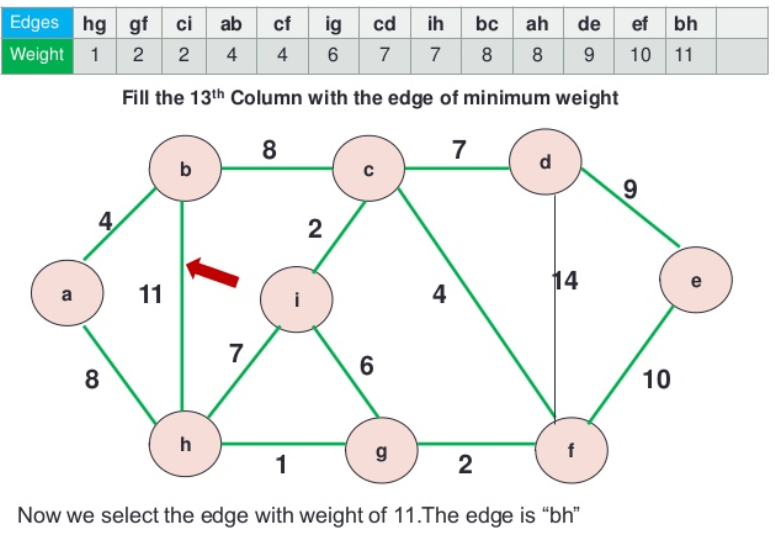 Edges hg gf ci ab cf ig cd ih bc ah de ef bh
Weight 1 2 2 4 4 6 7 7 8 8 9 10 11
Fill the 13th Column with the edge of minimum weight
8 7
b c d
4 2 9
a 11 i 4 14 e
8 7 6 10
h g f
1 2
Now we select the edge with weight of 11.The edge is “bh”